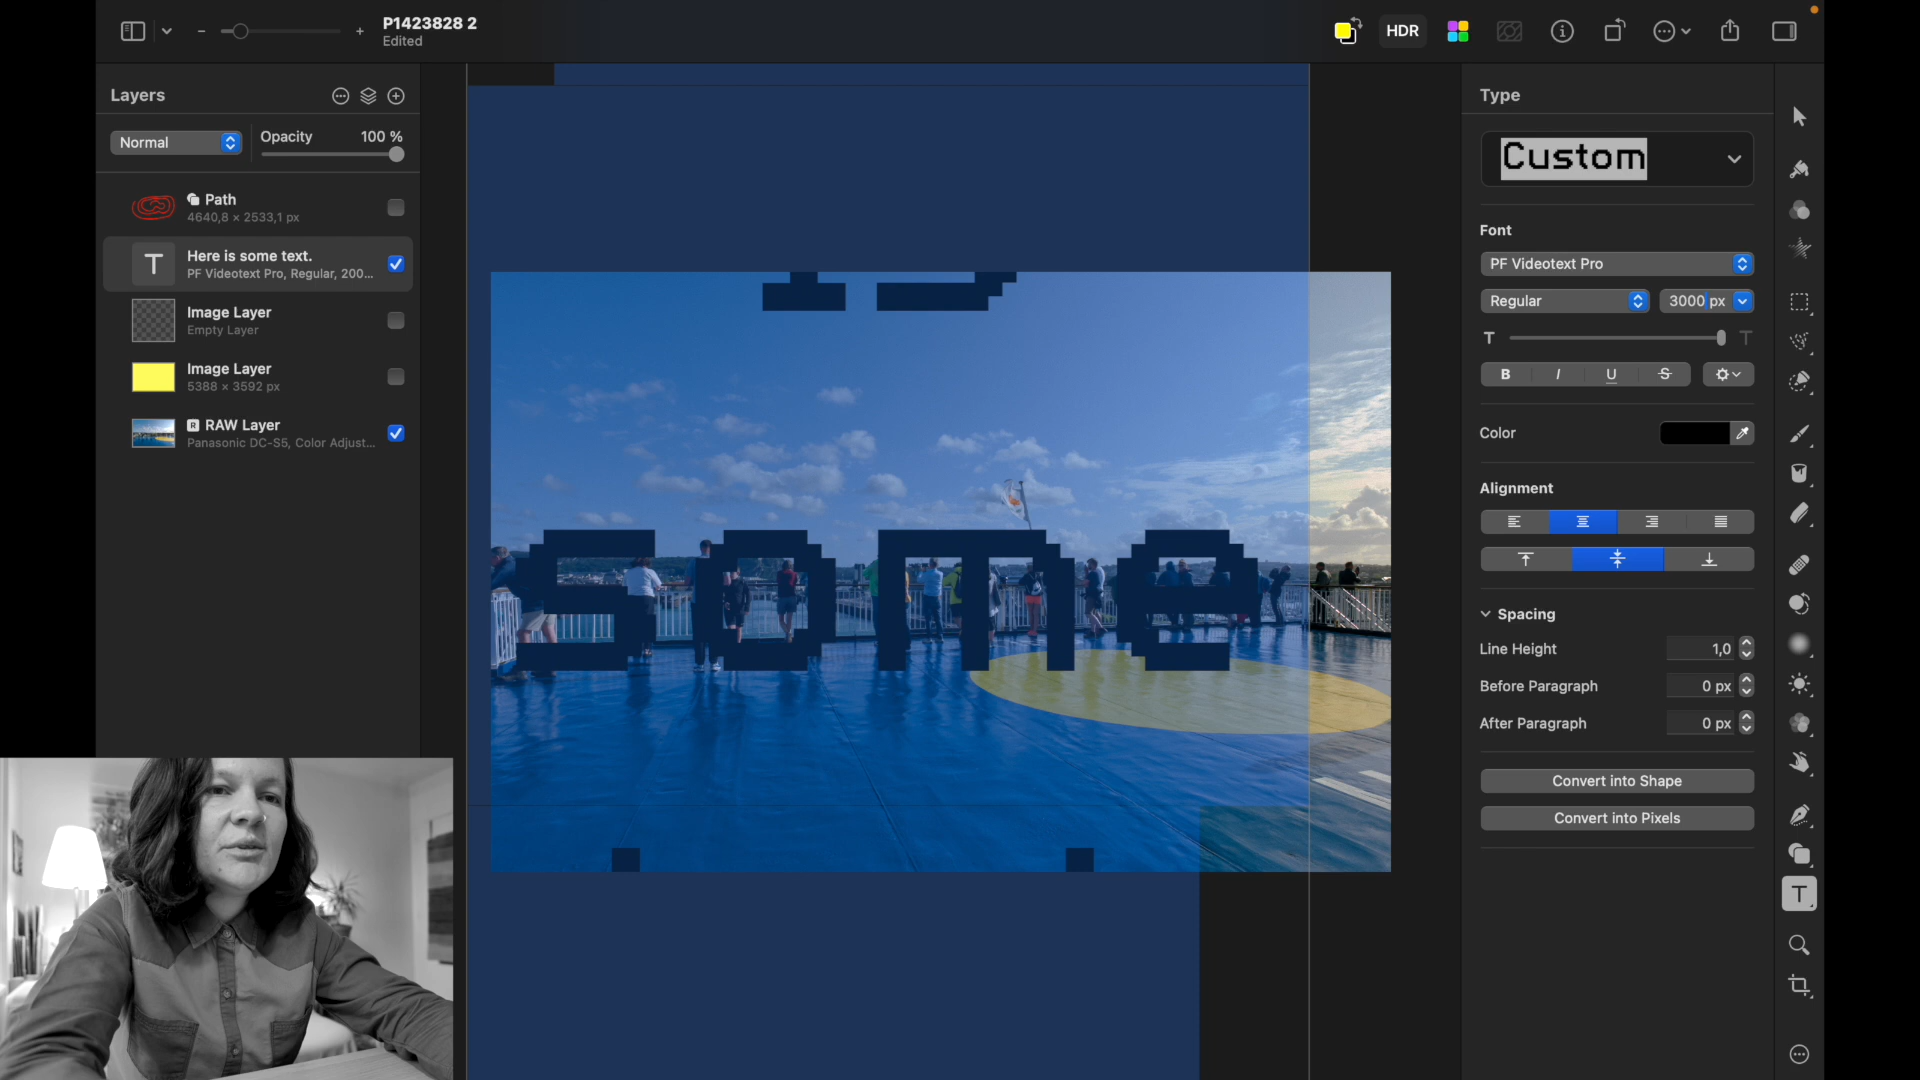 P1423828 2
Edited
HDR
Layers
Normal
Opacity 100 %
Path
4640,8 × 2533,1 px
T
Here is some text.
PF Videotext Pro, Regular, 200...
Image Layer
Empty Layer
Image Layer
5388 × 3592 px
R RAW Layer
Panasonic DC-S5, Color Adjust...
some
Type
Custom
Font
PF Videotext Pro
Regular
3000 px
T T
B I U S
Color
Alignment
Spacing
Line Height 1,0
Before Paragraph 0 px
After Paragraph 0 px
Convert into Shape
Convert into Pixels
T